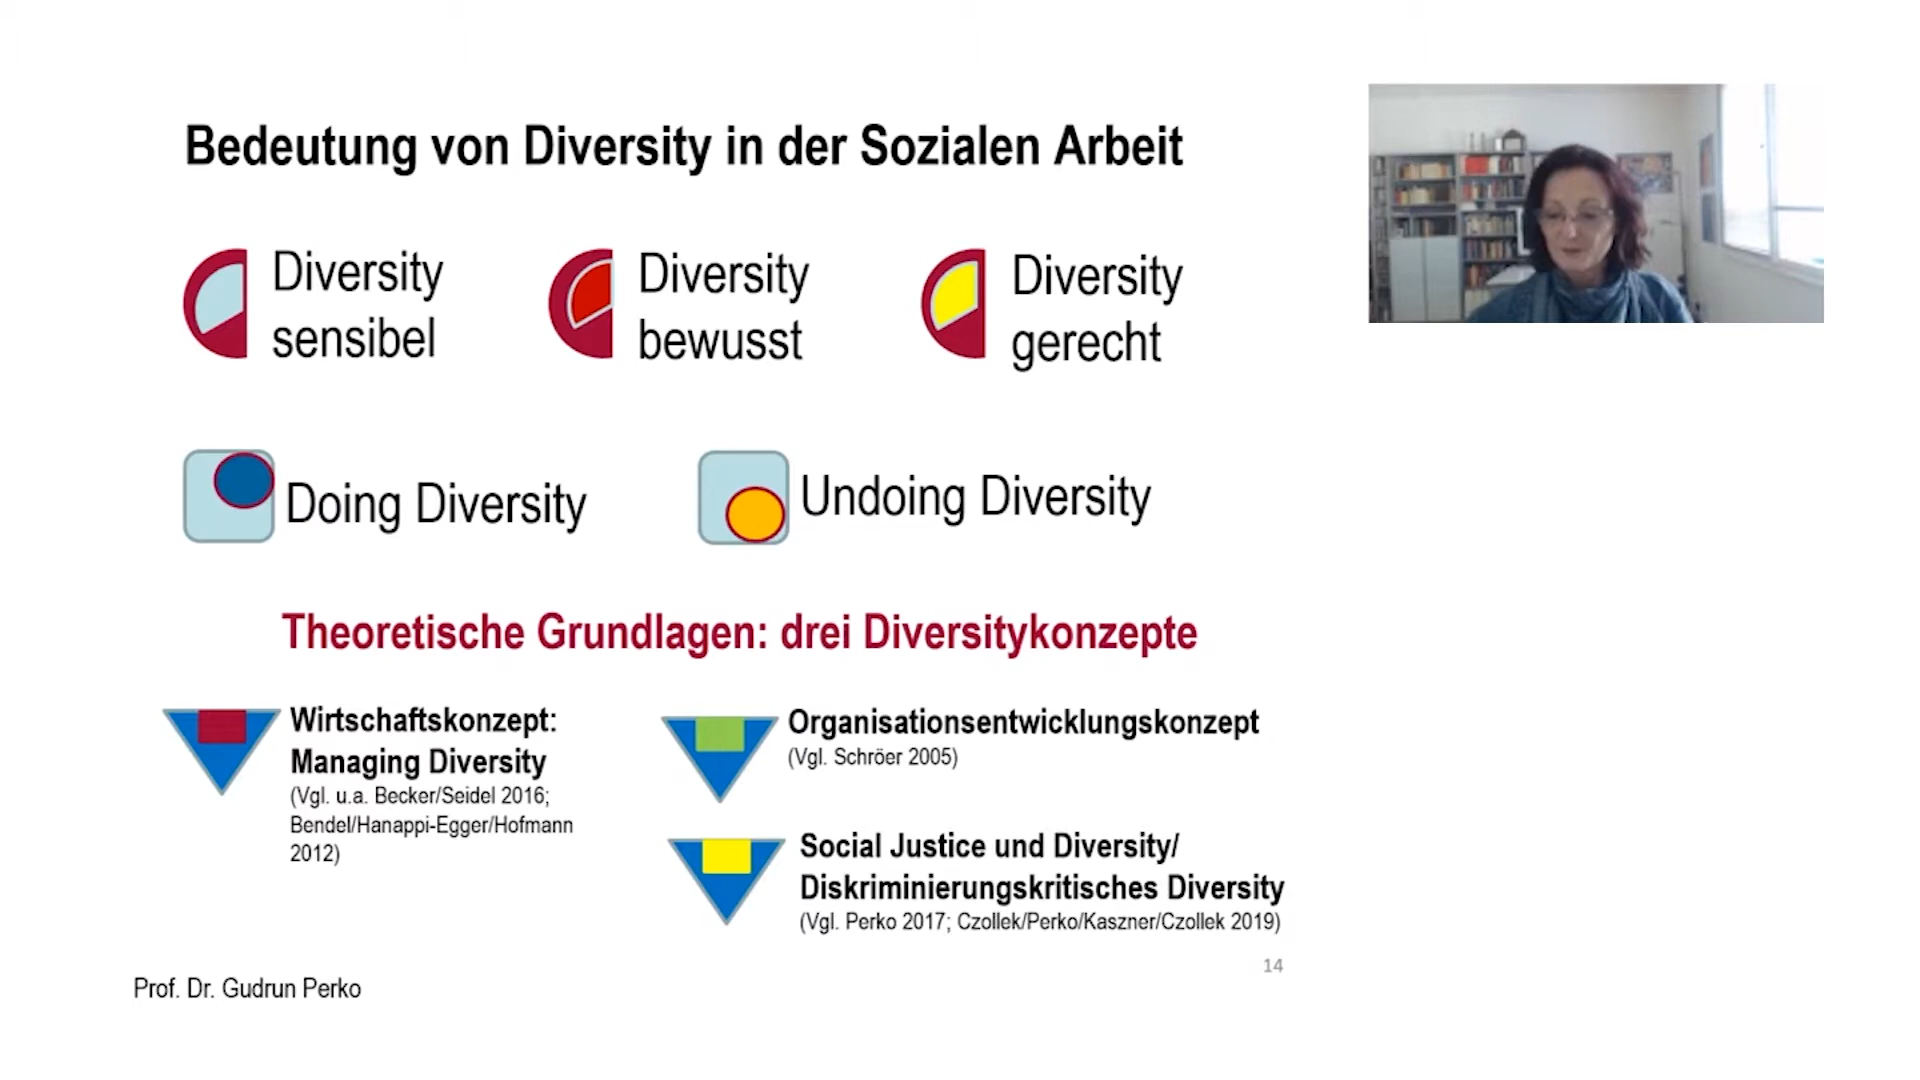 Bedeutung von Diversity in der Sozialen Arbeit
Diversity
sensibel
Diversity
bewusst
Diversity
gerecht
Doing Diversity
Undoing Diversity
Theoretische Grundlagen: drei Diversitykonzepte
Wirtschaftskonzept:
Managing Diversity
(Vgl. u.a. Becker/Seidel 2016;
Bendel/Hanappi-Egger/Hofmann
2012)
Organisationsentwicklungskonzept
(Vgl. Schröer 2005)
Social Justice und Diversity/
Diskriminierungskritisches Diversity
(Vgl. Perko 2017; Czollek/Perko/Kaszner/Czollek 2019)
14
Prof. Dr. Gudrun Perko